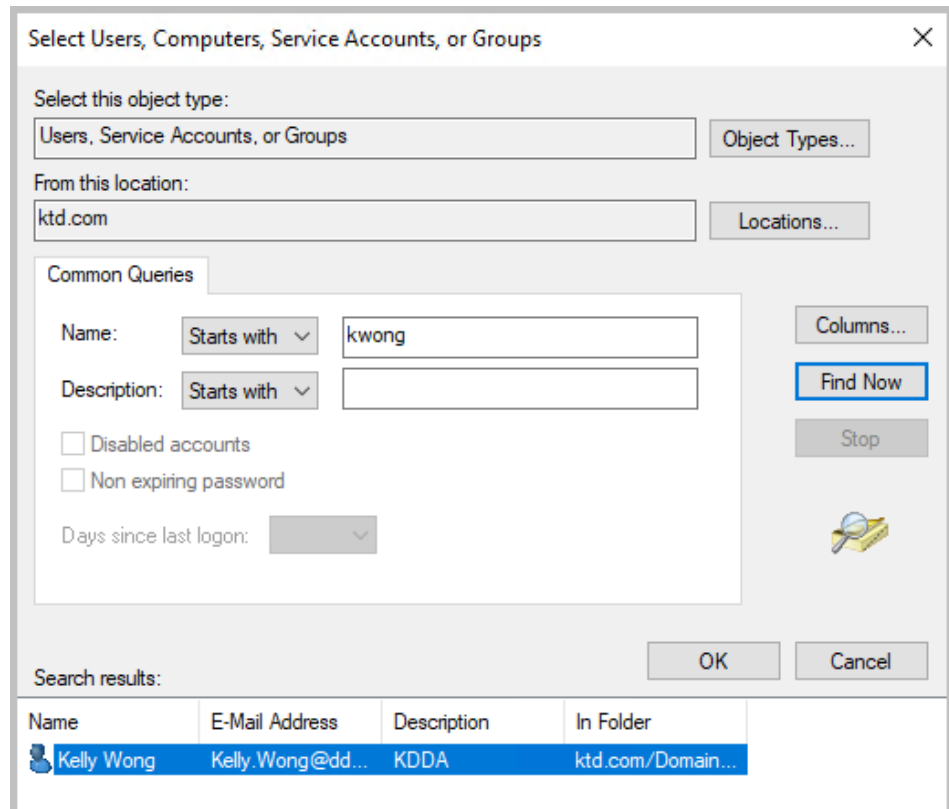 Select Users, Computers, Service Accounts, or Groups
Select this object type:
Users, Service Accounts, or Groups
Object Types...
From this location:
ktd.com
Locations...
Common Queries
Name: Starts with kwong
Columns...
Description: Starts with
Find Now
Disabled accounts
Stop
Non expiring password
Days since last logon:
OK Cancel
Search results:
Name E-Mail Address Description In Folder
Kelly Wong Kelly.Wong@dd... KDDA ktd.com/Domain...